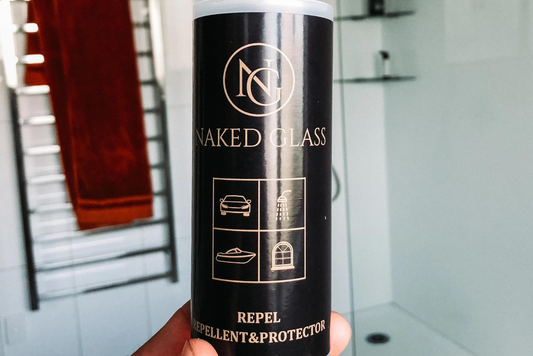 NG
NAKED GLASS
REPEL
REPELLENT&PROTECTOR